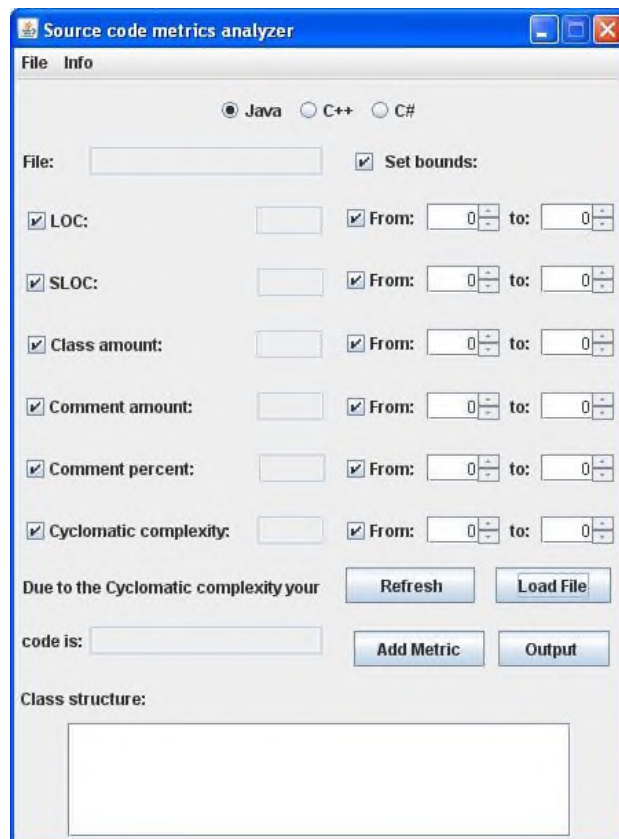 Source code metrics analyzer
File Info
Java C++ C#
File: Set bounds:
LOC: From: 0 to: 0
SLOC: From: 0 to: 0
Class amount: From: 0 to: 0
Comment amount: From: 0 to: 0
Comment percent: From: 0 to: 0
Cyclomatic complexity: From: 0 to: 0
Due to the Cyclomatic complexity your Refresh Load File
code is: Add Metric Output
Class structure: